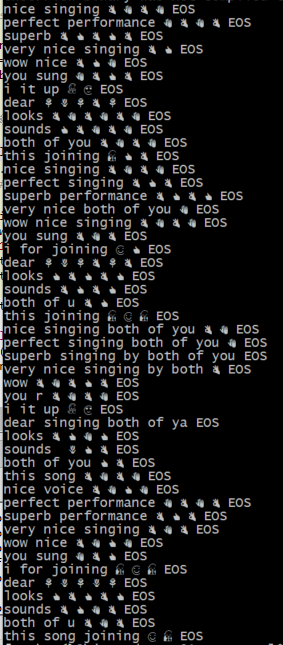 nice singing 👏 👋 👏 👋 EOS
perfect performance 👋 👏 👋 👏 EOS
superb 👏 👍 👏 👍 👏 EOS
very nice singing 👏 👍 EOS
wow nice 👏 👍 👋 EOS
you sung 👋 👏 👍 👏 EOS
i it up EOS
dear EOS
looks 👏 👋 👏 👋 👏 EOS
sounds 👍 👏 👋 👏 👋 EOS
both of you 👏 👋 👏 👋 EOS
this joining EOS
nice singing 👏 👋 👏 👋 EOS
perfect singing 👏 👍 👏 EOS
superb performance 👏 👍 👏 👍 EOS
very nice both of you 👋 EOS
wow nice singing 👏 👋 👏 👋 EOS
you sung 👏 👋 👏 EOS
i for joining EOS
dear EOS
looks 👍 👏 👍 👏 👍 EOS
sounds 👏 👍 👏 👍 EOS
both of u 👏 👍 EOS
this joining EOS
nice singing both of you 👏 👋 EOS
perfect singing both of you 👋 EOS
superb singing by both of you EOS
very nice singing by both 👏 EOS
wow 👏 👋 👏 👍 👏 EOS
you r 👋 👏 👍 👏 EOS
i it up EOS
dear singing both of ya EOS
looks 👏 👍 👋 👍 EOS
sounds EOS
both of you 👍 👏 EOS
this song 👏 👋 👏 👋 EOS
nice voice 👏 👍 👏 👋 EOS
perfect performance 👋 👏 👋 👏 EOS
superb performance 👏 👍 👏 EOS
very nice singing 👏 👋 👏 EOS
wow nice 👏 👋 👍 👋 EOS
you sung 👋 👏 👍 EOS
i for joining EOS
dear EOS
looks 👍 👏 👍 👏 👍 EOS
sounds 👏 👍 👏 👍 👏 EOS
both of u 👏 👋 👏 EOS
this song joining EOS